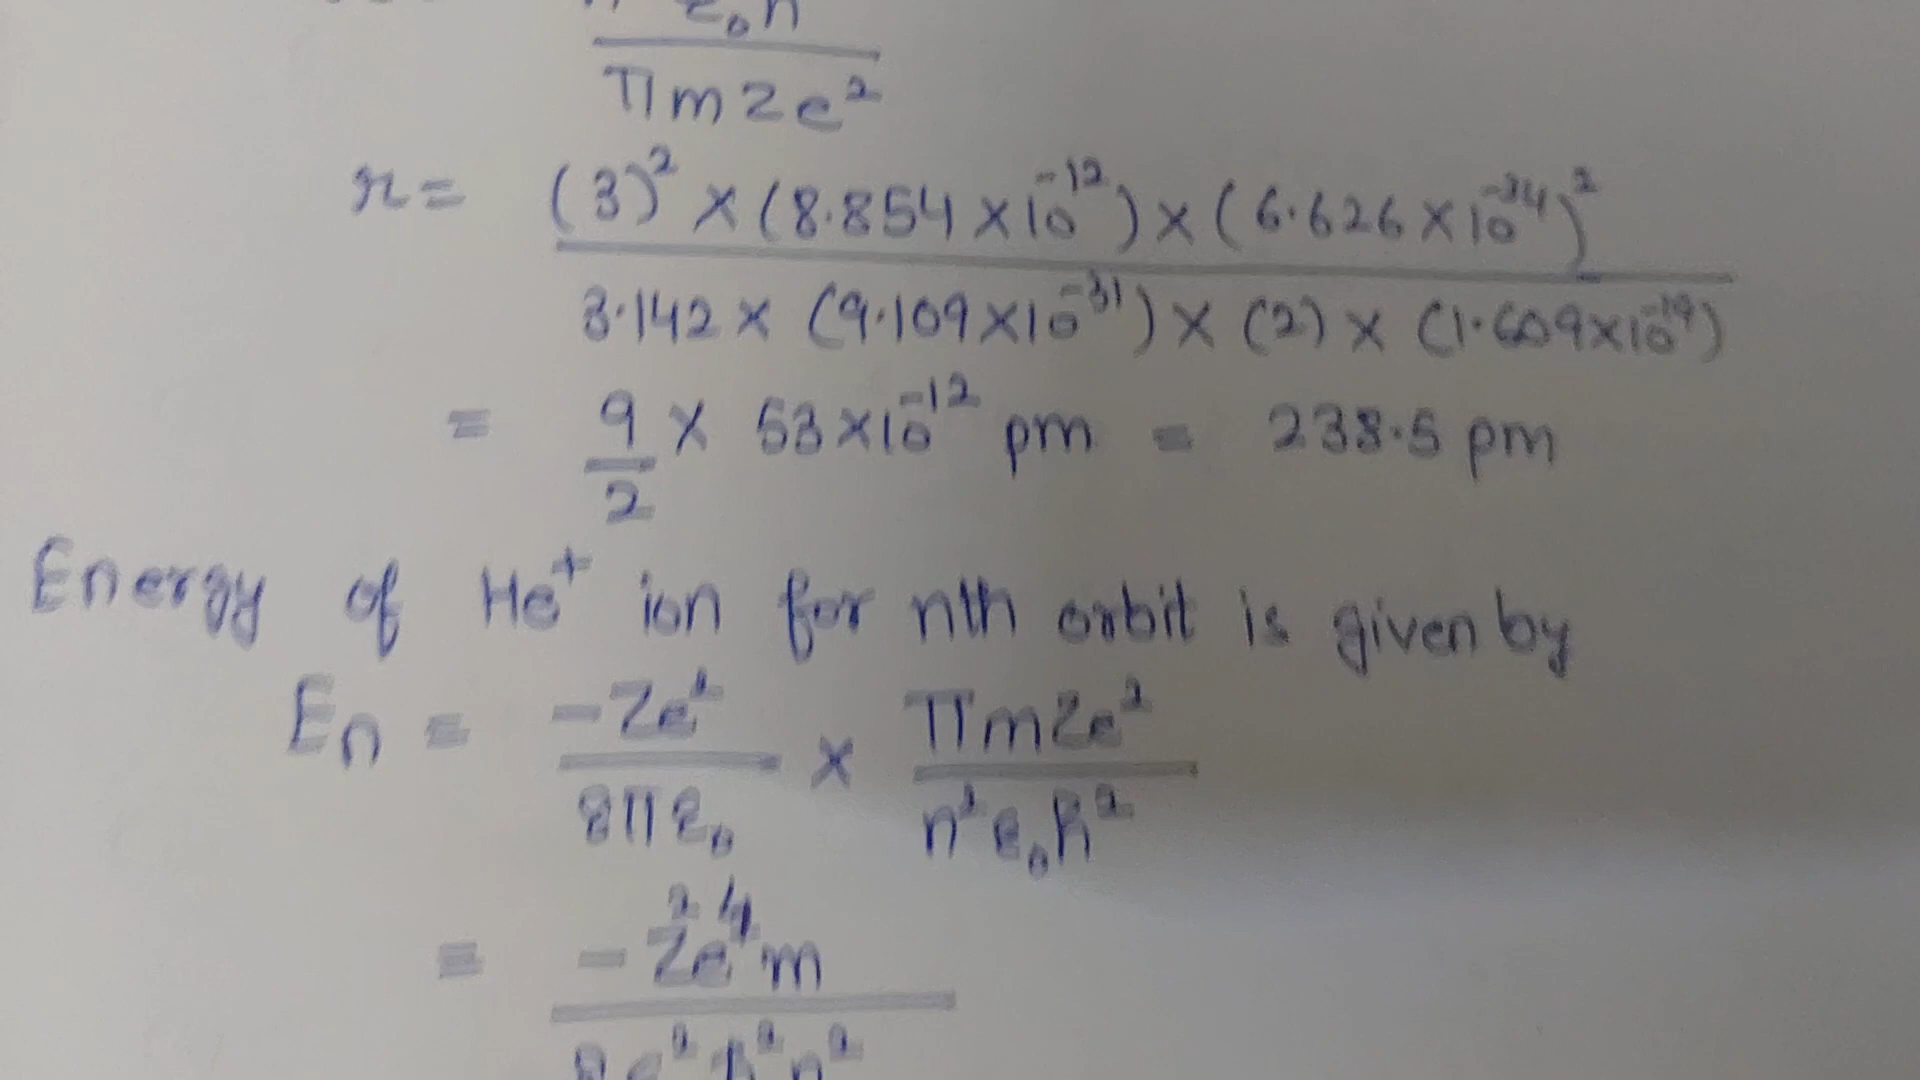 ε₀h
πmZe²
r = (3)² × (8.854 × 10⁻¹²) × (6.626 × 10⁻³⁴)²
3.142 × (9.109 × 10⁻³¹) × (2) × (1.609 × 10⁻¹⁹)
= 9/2 × 53 × 10⁻¹² pm = 238.5 pm
Energy of He⁺ ion for nth orbit is given by
Eₙ = -Ze²/8πε₀ × πmZe²/n²ε₀h²
= -Z²e⁴m
8ε²h²n²